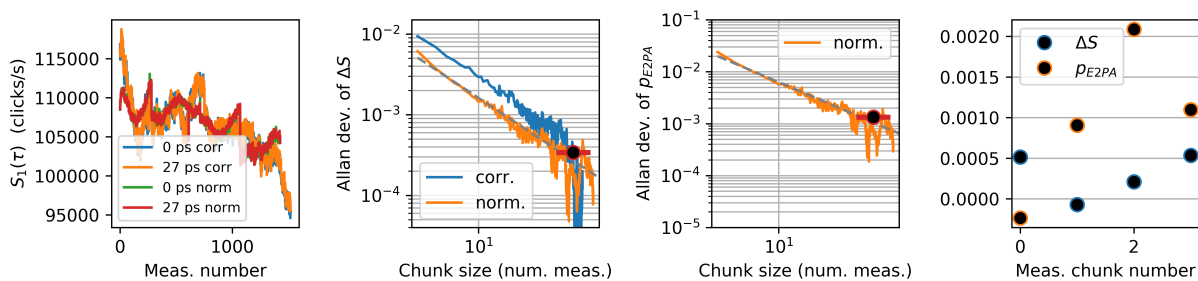 S₁(τ) (clicks/s)
115000
110000
105000
100000
95000
0 ps corr
27 ps corr
0 ps norm
27 ps norm
0
1000
Meas. number
Allan dev. of ΔS
10⁻²
10⁻³
10⁻⁴
corr.
norm.
10¹
Chunk size (num. meas.)
Allan dev. of p_E2PA
10⁻¹
10⁻²
10⁻³
10⁻⁴
10⁻⁵
norm.
10¹
Chunk size (num. meas.)
0.0020
0.0015
0.0010
0.0005
0.0000
ΔS
p_E2PA
0
2
Meas. chunk number